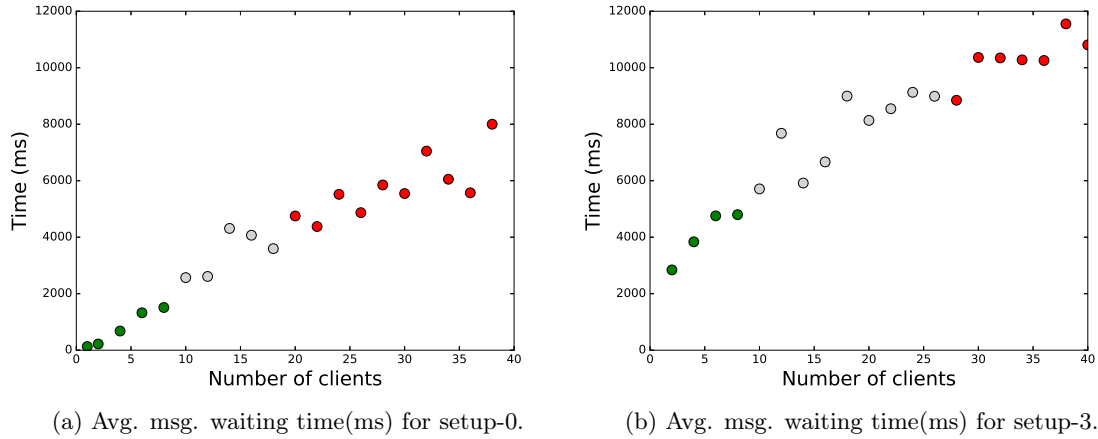 12000
10000
8000
6000
4000
2000
0
Time (ms)
0 5 10 15 20 25 30 35 40
Number of clients
(a) Avg. msg. waiting time(ms) for setup-0.
12000
10000
8000
6000
4000
2000
0
Time (ms)
0 5 10 15 20 25 30 35 40
Number of clients
(b) Avg. msg. waiting time(ms) for setup-3.